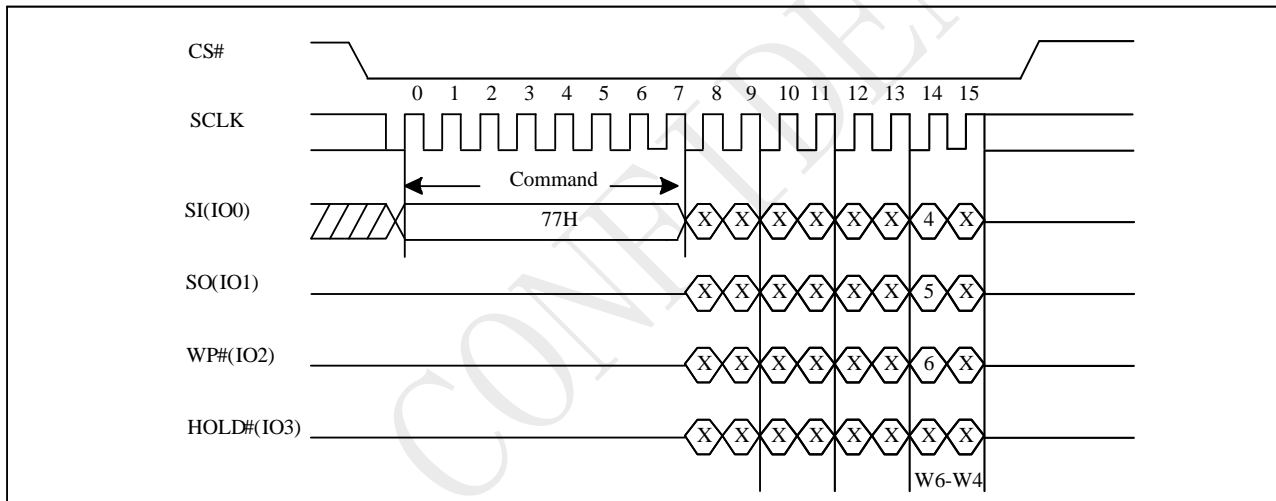 CONFIDEN
CS#
0 1 2 3 4 5 6 7 8 9 10 11 12 13 14 15
SCLK
Command
SI(IO0) 77H X X X X X X 4 X
SO(IO1) X X X X X X 5 X
WP#(IO2) X X X X X X 6 X
HOLD#(IO3) X X X X X X X X
W6-W4